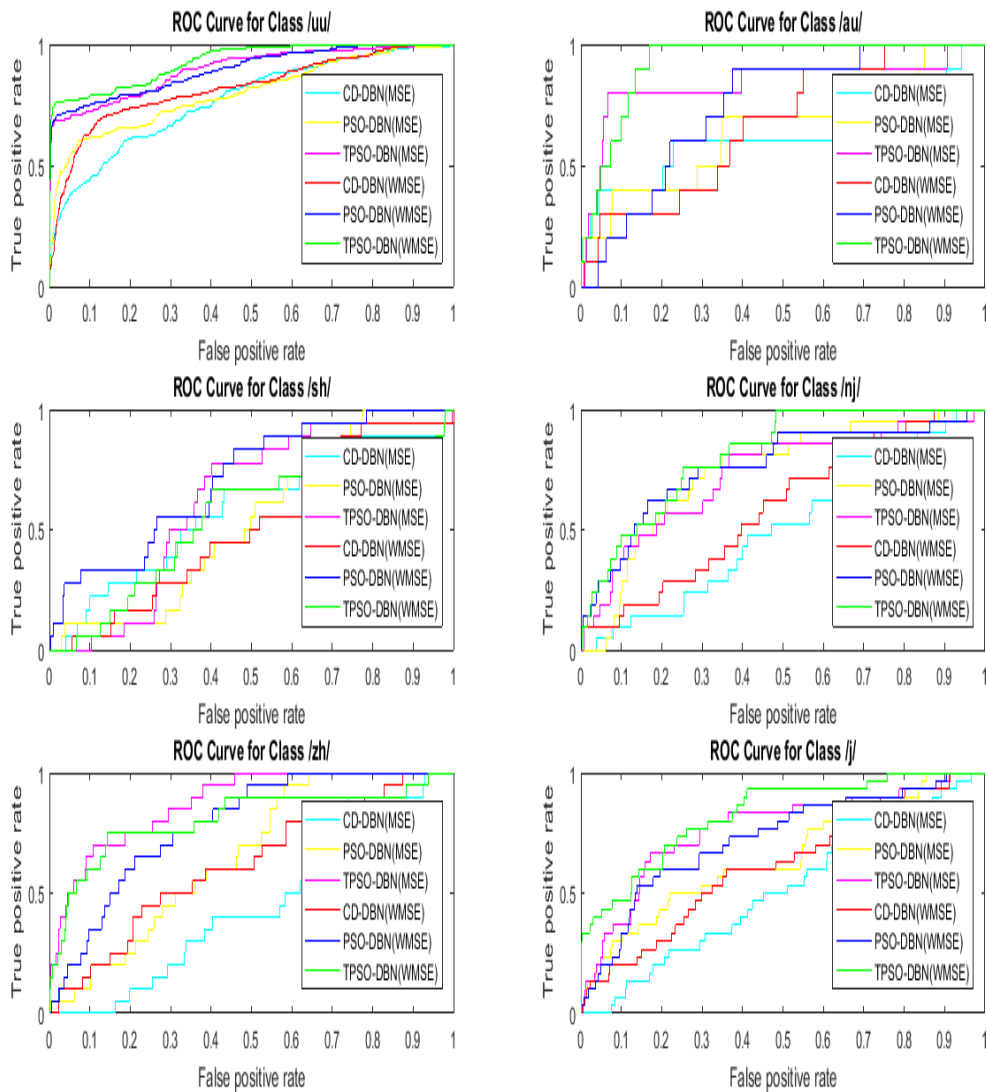 ROC Curve for Class /uu/
True positive rate
1
0.5
0
CD-DBN(MSE)
PSO-DBN(MSE)
TPSO-DBN(MSE)
CD-DBN(WMSE)
PSO-DBN(WMSE)
TPSO-DBN(WMSE)
0 0.1 0.2 0.3 0.4 0.5 0.6 0.7 0.8 0.9 1
False positive rate
ROC Curve for Class /au/
True positive rate
1
0.5
0
CD-DBN(MSE)
PSO-DBN(MSE)
TPSO-DBN(MSE)
CD-DBN(WMSE)
PSO-DBN(WMSE)
TPSO-DBN(WMSE)
0 0.1 0.2 0.3 0.4 0.5 0.6 0.7 0.8 0.9 1
False positive rate
ROC Curve for Class /sh/
True positive rate
1
0.5
0
CD-DBN(MSE)
PSO-DBN(MSE)
TPSO-DBN(MSE)
CD-DBN(WMSE)
PSO-DBN(WMSE)
TPSO-DBN(WMSE)
0 0.1 0.2 0.3 0.4 0.5 0.6 0.7 0.8 0.9 1
False positive rate
ROC Curve for Class /nj/
True positive rate
1
0.5
0
CD-DBN(MSE)
PSO-DBN(MSE)
TPSO-DBN(MSE)
CD-DBN(WMSE)
PSO-DBN(WMSE)
TPSO-DBN(WMSE)
0 0.1 0.2 0.3 0.4 0.5 0.6 0.7 0.8 0.9 1
False positive rate
ROC Curve for Class /zh/
True positive rate
1
0.5
0
CD-DBN(MSE)
PSO-DBN(MSE)
TPSO-DBN(MSE)
CD-DBN(WMSE)
PSO-DBN(WMSE)
TPSO-DBN(WMSE)
0 0.1 0.2 0.3 0.4 0.5 0.6 0.7 0.8 0.9 1
False positive rate
ROC Curve for Class /j/
True positive rate
1
0.5
0
CD-DBN(MSE)
PSO-DBN(MSE)
TPSO-DBN(MSE)
CD-DBN(WMSE)
PSO-DBN(WMSE)
TPSO-DBN(WMSE)
0 0.1 0.2 0.3 0.4 0.5 0.6 0.7 0.8 0.9 1
False positive rate